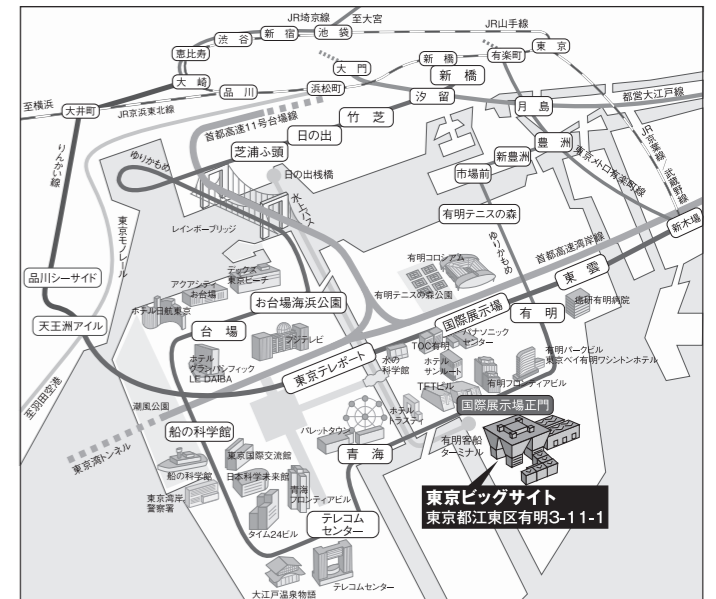 JR埼京線
至大宮
JR山手線
渋谷
新宿
池袋
恵比寿
大門
新橋
有楽町
東京
新橋
大崎
品川
浜松町
汐留
月島
都営大江戸線
至横浜
大井町
JR京浜東北線
首都高速11号台場線
竹芝
日の出
芝浦ふ頭
豊洲
新豊洲
市場前
東京メトロ有楽町線
JR京葉線
武蔵野線
りんかい線
ゆりかもめ
日の出桟橋
水上バス
レインボーブリッジ
有明テニスの森
ゆりかもめ
首都高速湾岸線
新木場
東京モノレール
有明コロシアム
有明テニスの森公園
東雲
品川シーサイド
デックス
東京ビーチ
アクアシティ
お台場
お台場海浜公園
国際展示場
有明
癌研有明病院
天王洲アイル
ホテル日航東京
台場
フジテレビ
パナソニック
センター
TOC有明
水の
科学館
ホテル
サンルート
有明パークビル
東京ベイ有明ワシントンホテル
ホテル
グランパシフィック
LE DAIBA
東京テレポート
TFTビル
有明フロンティアビル
至羽田空港
潮風公園
ホテル
トラスティ
国際展示場正門
東京湾トンネル
船の科学館
パレットタウン
青海
有明客船
ターミナル
船の科学館
東京国際交流館
日本科学未来館
青海
フロンティアビル
東京湾岸
警察署
タイム24ビル
テレコム
センター
東京ビッグサイト
東京都江東区有明3-11-1
大江戸温泉物語
テレコムセンター